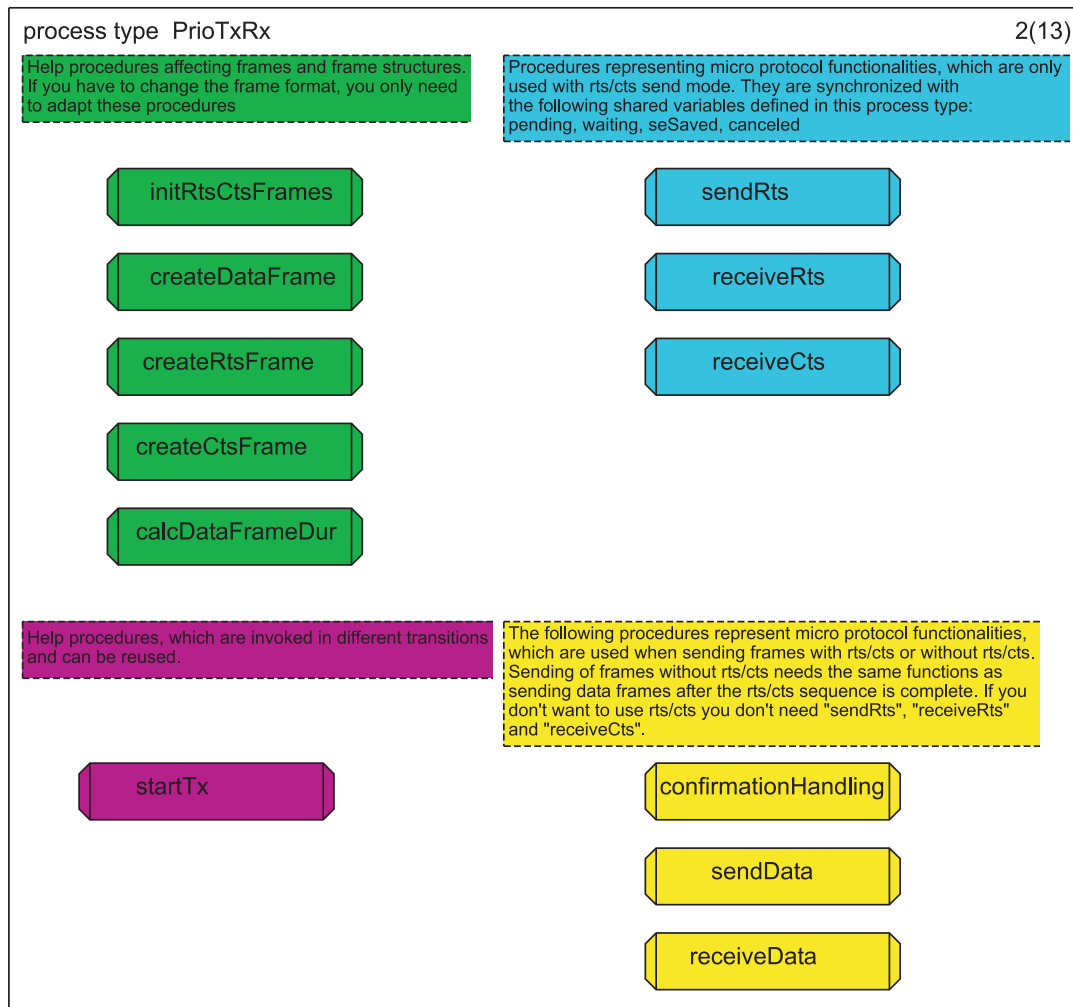 process type  PrioTxRx
2(13)
Help procedures affecting frames and frame structures.
If you have to change the frame format, you only need
to adapt these procedures
initRtsCtsFrames
createDataFrame
createRtsFrame
createCtsFrame
calcDataFrameDur
Procedures representing micro protocol functionalities, which are only
used with rts/cts send mode. They are synchronized with
the following shared variables defined in this process type:
pending, waiting, seSaved, canceled
sendRts
receiveRts
receiveCts
Help procedures, which are invoked in different transitions
and can be reused.
startTx
The following procedures represent micro protocol functionalities,
which are used when sending frames with rts/cts or without rts/cts.
Sending of frames without rts/cts needs the same functions as
sending data frames after the rts/cts sequence is complete. If you
don't want to use rts/cts you don't need "sendRts", "receiveRts"
and "receiveCts".
confirmationHandling
sendData
receiveData